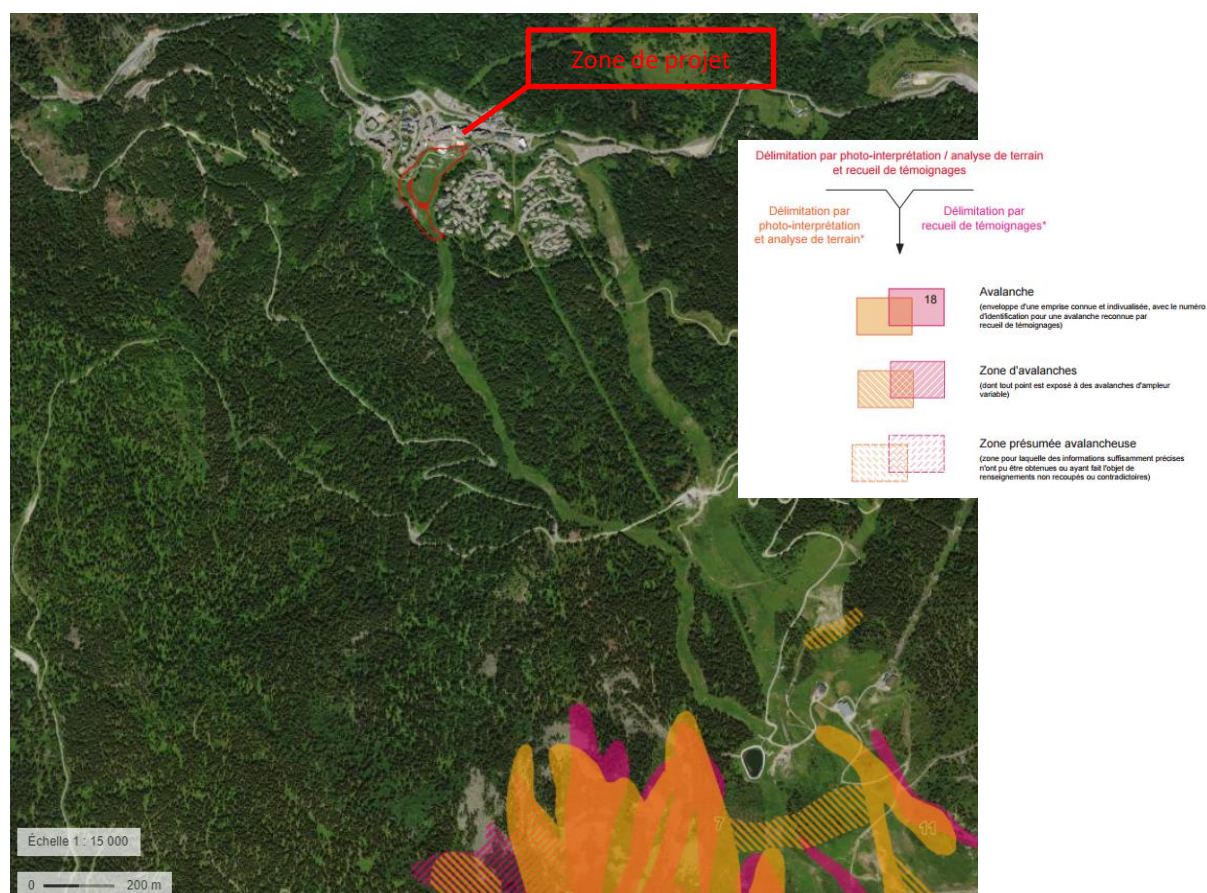 Zone de projet
Délimitation par photo-interprétation / analyse de terrain
et recueil de témoignages
Délimitation par
photo-interprétation
et analyse de terrain*
Délimitation par
recueil de témoignages*
18
Avalanche
(enveloppe d'une emprise connue et indivualisée, avec le numéro
d'identification pour une avalanche reconnue par
recueil de témoignages)
Zone d'avalanches
(dont tout point est exposé à des avalanches d'ampleur
variable)
Zone présumée avalancheuse
(zone pour laquelle des informations suffisamment précises
n'ont pu être obtenues ou ayant fait l'objet de
renseignements non recoupés ou contradictoires)
7
11
Échelle 1 : 15 000
0 200 m